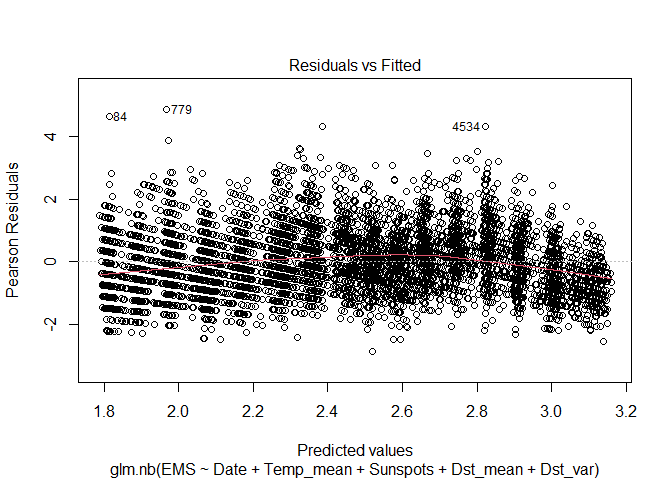 Residuals vs Fitted
Pearson Residuals
4
2
0
-2
84
779
4534
1.8 2.0 2.2 2.4 2.6 2.8 3.0 3.2
Predicted values
glm.nb(EMS ~ Date + Temp_mean + Sunspots + Dst_mean + Dst_var)